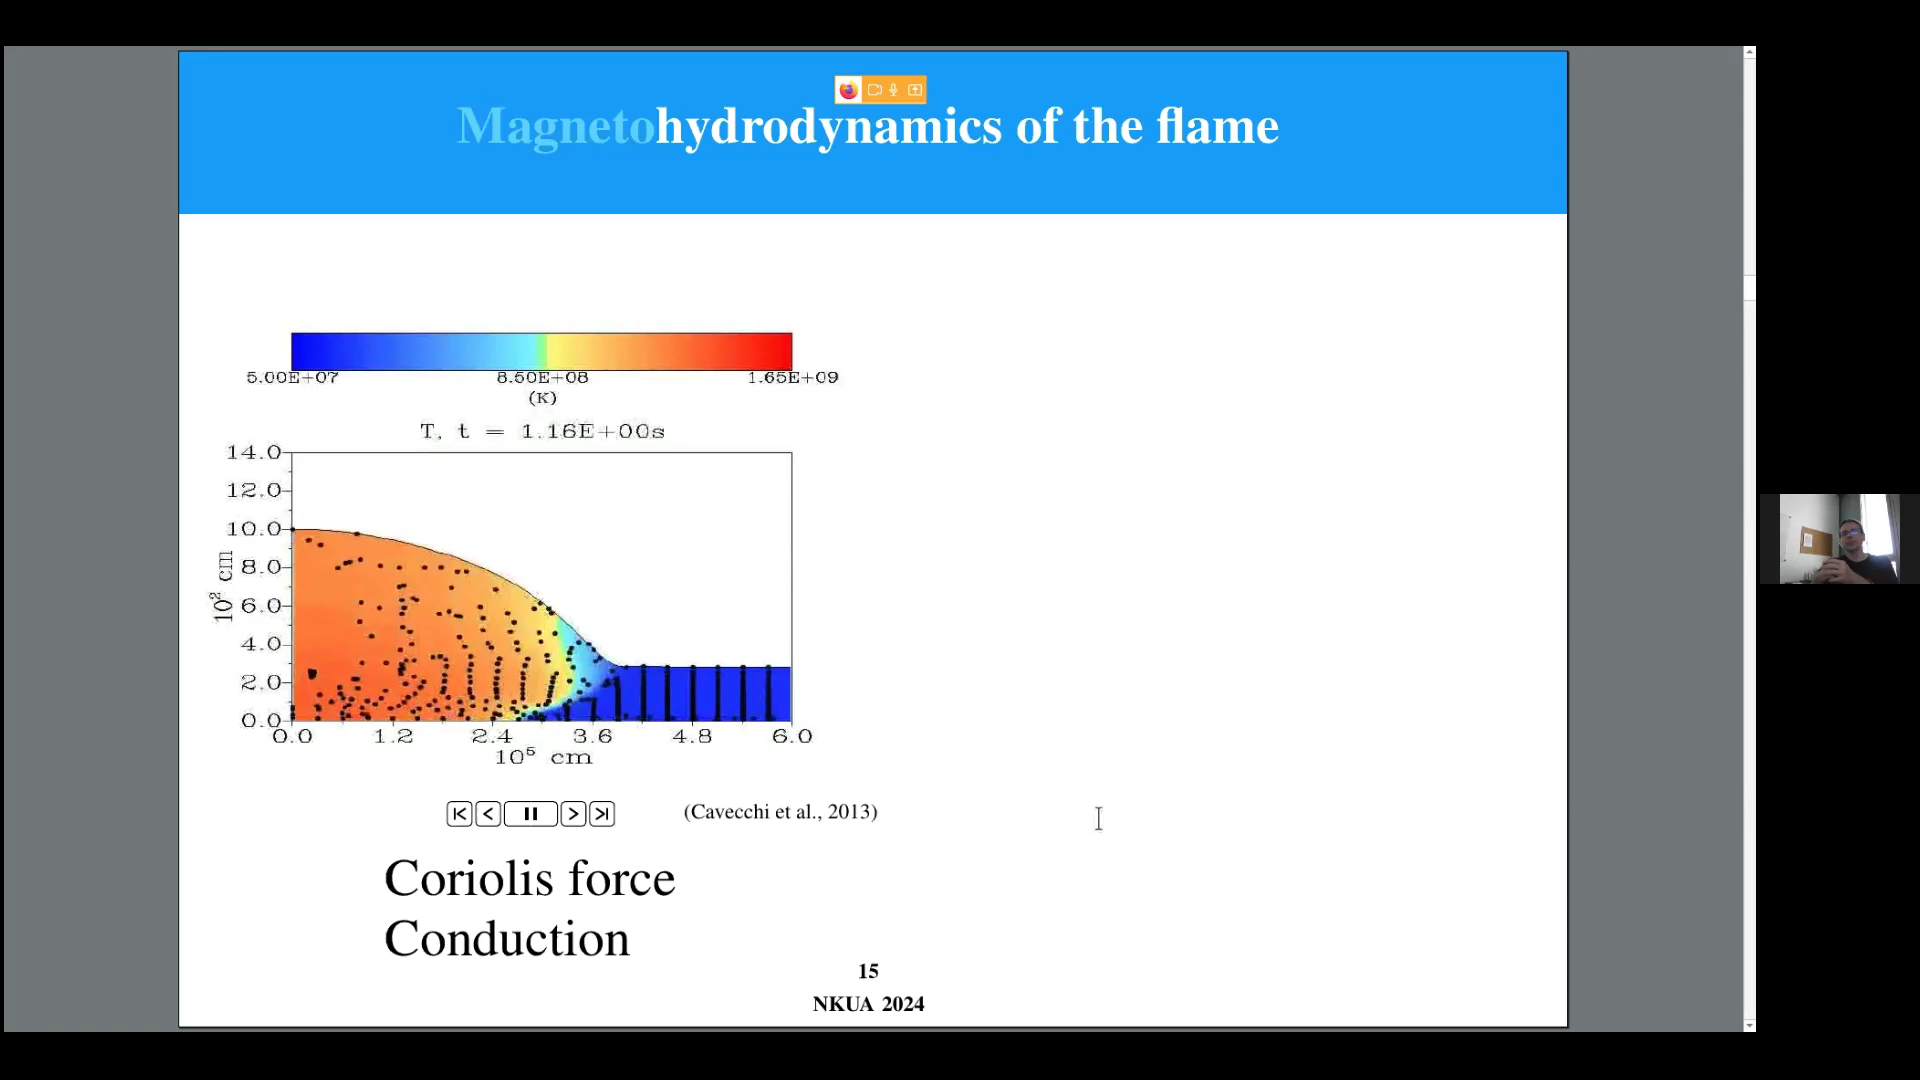 Magnetohydrodynamics of the flame
5.00E+07 8.50E+08 1.65E+09
(K)
T, t = 1.16E+00s
14.0
12.0
10.0
8.0
6.0
4.0
2.0
0.0
10² cm
0.0 1.2 2.4 3.6 4.8 6.0
10⁵ cm
(Cavecchi et al., 2013)
Coriolis force
Conduction
15
NKUA 2024